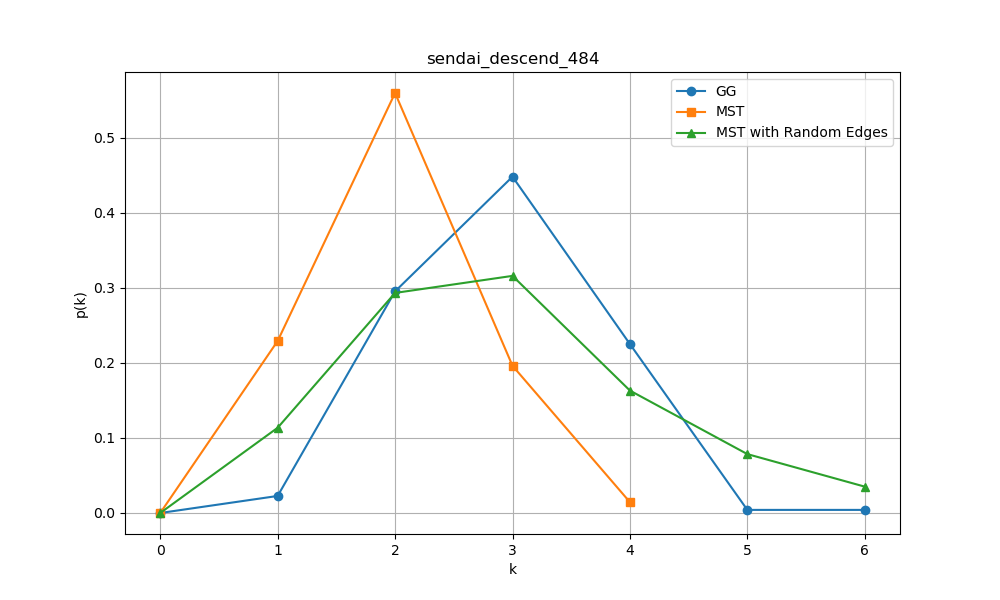 sendai_descend_484
GG
MST
MST with Random Edges
p(k)
0.5
0.4
0.3
0.2
0.1
0.0
0 1 2 3 4 5 6
k